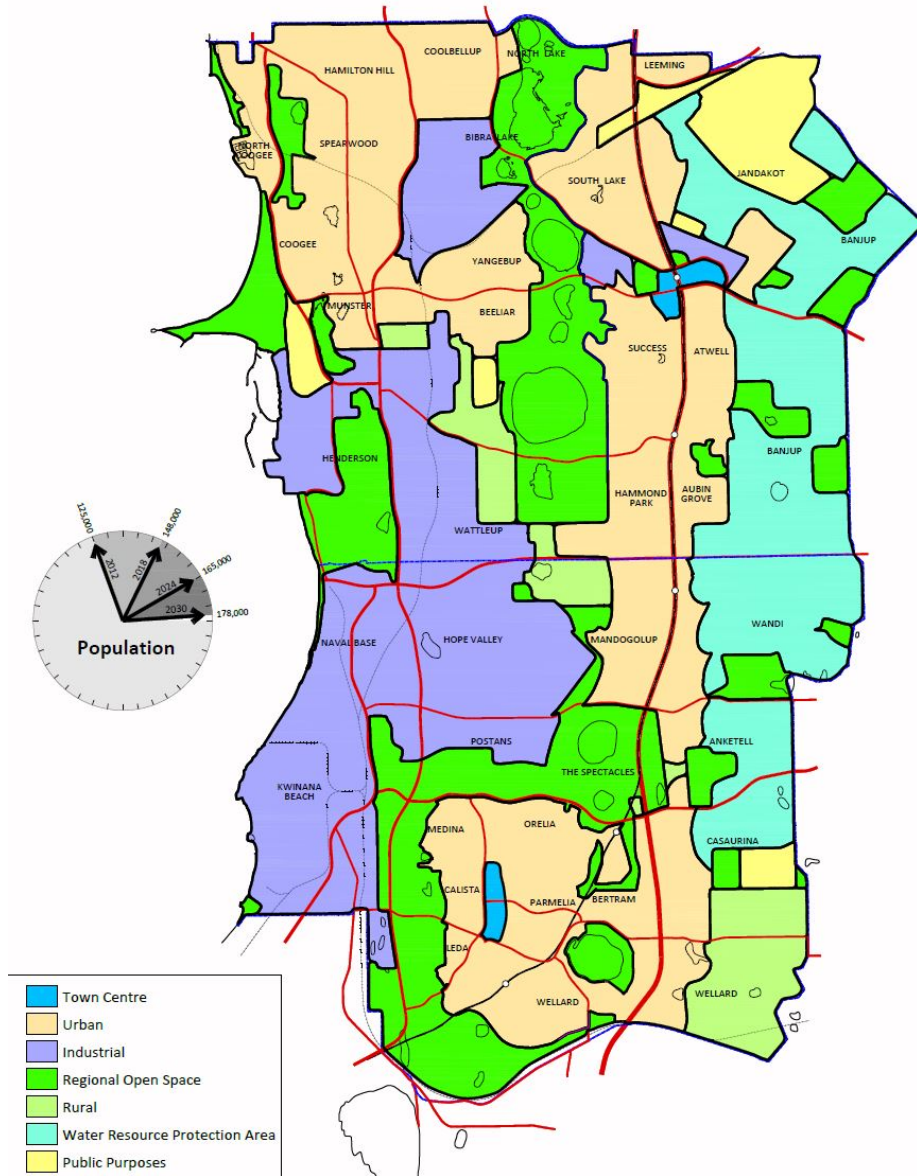 COOLBELLUP
NORTH LAKE
LEEMING
HAMILTON HILL
BIBRA LAKE
NORTH
COOGEE
SPEARWOOD
JANDAKOT
SOUTH LAKE
COOGEE
YANGEBUP
BANJUP
MUNSTER
BEELIAR
SUCCESS
ATWELL
HENDERSON
BANJUP
HAMMOND
PARK
AUBIN
GROVE
WATTLEUP
125,000
148,000
165,000
178,000
2012
2018
2024
2030
Population
NAVAL BASE
HOPE VALLEY
MANDOGOLUP
WANDI
POSTANS
ANKETELL
THE SPECTACLES
KWINANA
BEACH
MEDINA
ORELIA
CASAURINA
CALISTA
PARMELIA
BERTRAM
LEDA
WELLARD
WELLARD
Town Centre
Urban
Industrial
Regional Open Space
Rural
Water Resource Protection Area
Public Purposes